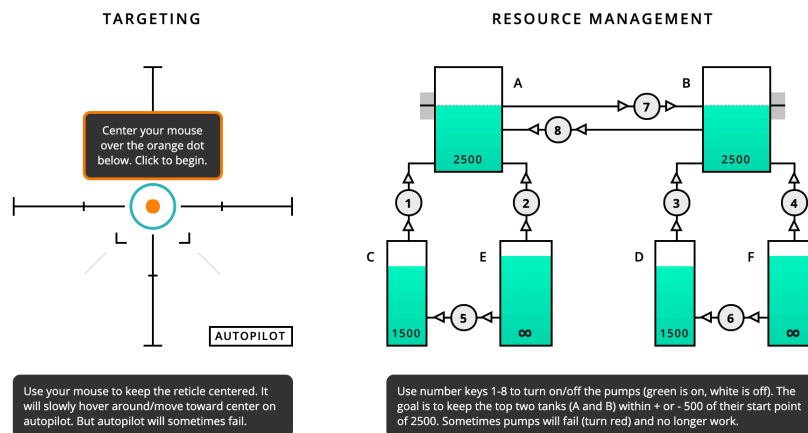 TARGETING
Center your mouse
over the orange dot
below. Click to begin.
AUTOPILOT
Use your mouse to keep the reticle centered. It
will slowly hover around/move toward center on
autopilot. But autopilot will sometimes fail.
RESOURCE MANAGEMENT
A
B
7
8
2500
2500
1
2
3
4
C
E
D
F
5
6
1500
∞
1500
∞
Use number keys 1-8 to turn on/off the pumps (green is on, white is off). The
goal is to keep the top two tanks (A and B) within + or - 500 of their start point
of 2500. Sometimes pumps will fail (turn red) and no longer work.